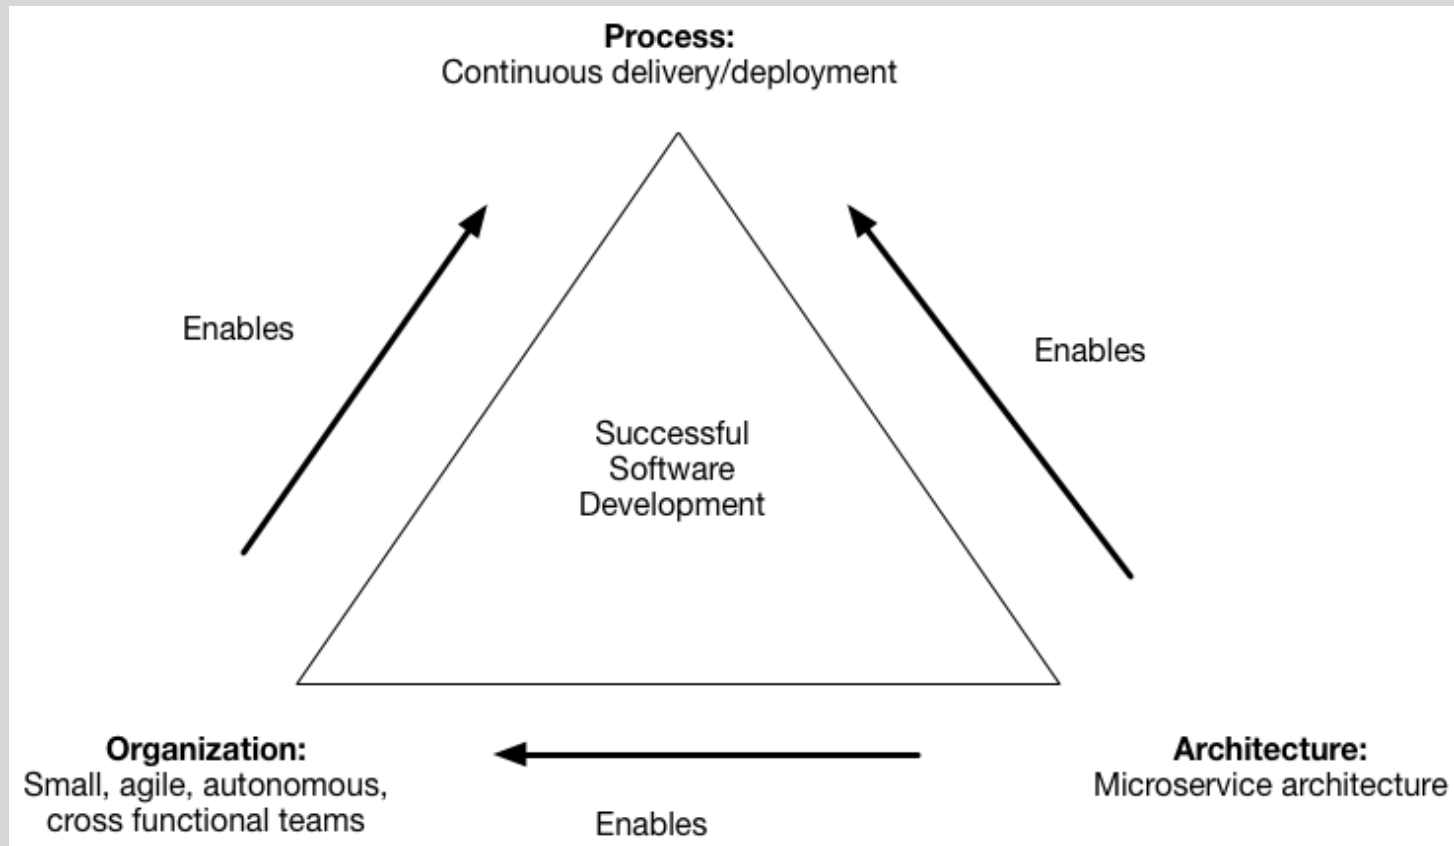 Process:
Continuous delivery/deployment
Enables
Enables
Successful
Software
Development
Organization:
Small, agile, autonomous,
cross functional teams
Enables
Architecture:
Microservice architecture